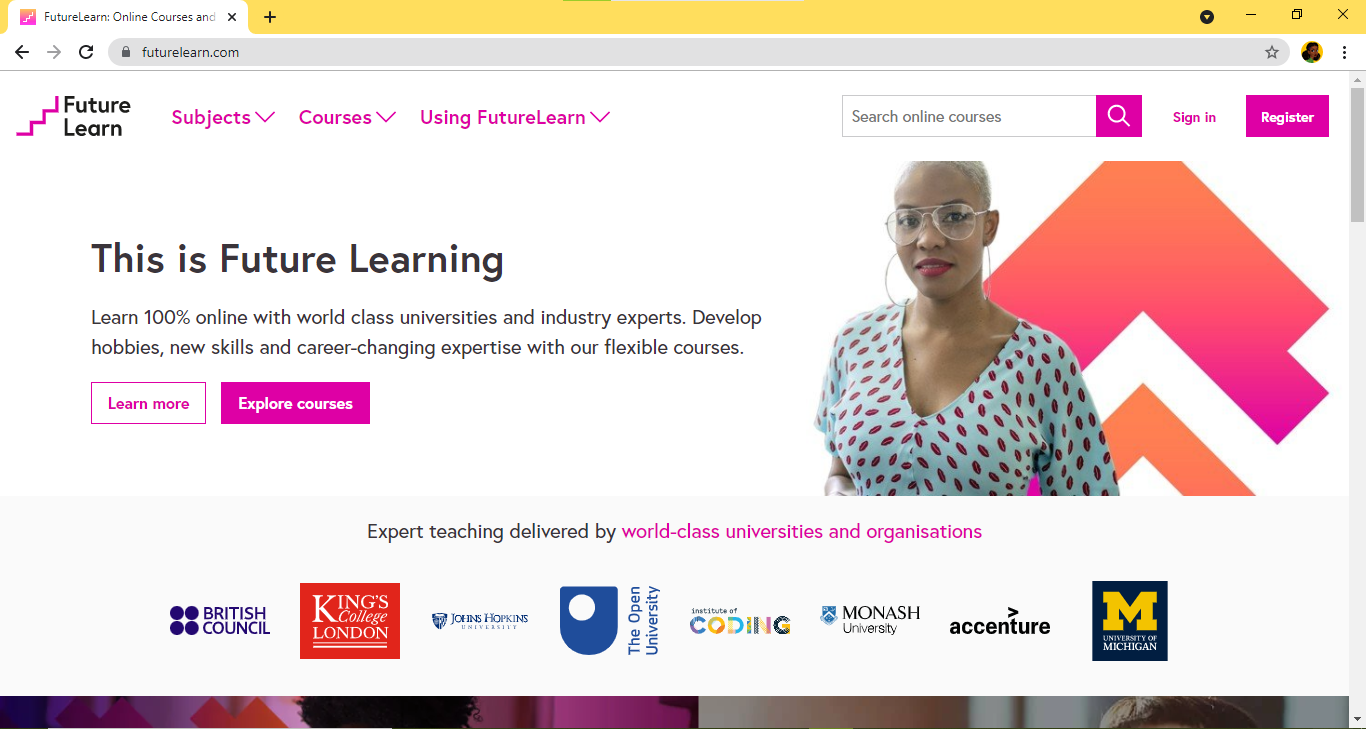 FutureLearn: Online Courses and
futurelearn.com
Future
Learn
Subjects
Courses
Using FutureLearn
Search online courses
Sign in
Register
This is Future Learning
Learn 100% online with world class universities and industry experts. Develop
hobbies, new skills and career-changing expertise with our flexible courses.
Learn more
Explore courses
Expert teaching delivered by world-class universities and organisations
BRITISH
COUNCIL
KING'S
College
LONDON
JOHNS HOPKINS
UNIVERSITY
The Open
University
institute of
CODING
MONASH
University
accenture
M
UNIVERSITY OF
MICHIGAN